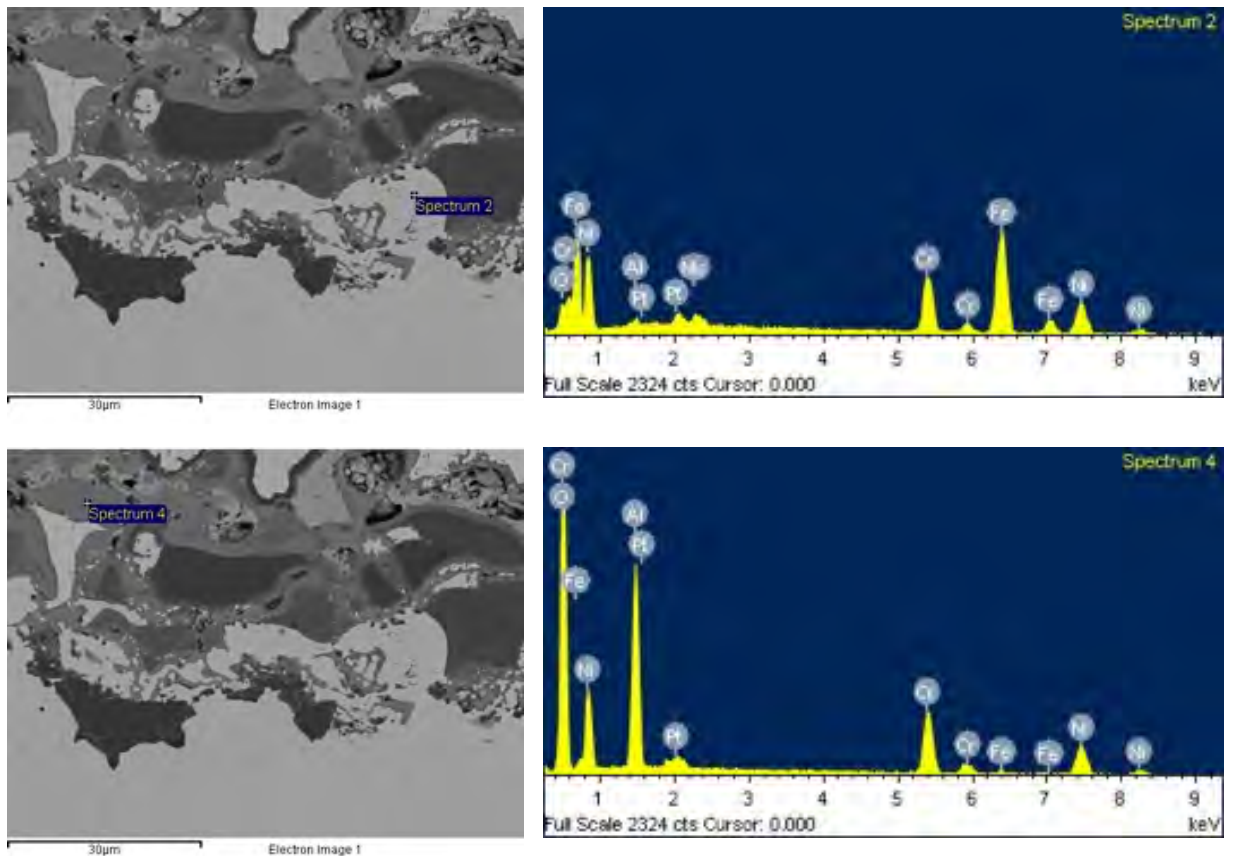 Spectrum 2
30µm
Electron Image 1
Spectrum 2
Fe
Ni
Cr
O
Al
Pt
Pt
Mo
Cr
Cr
Fe
Fe
Ni
Ni
1 2 3 4 5 6 7 8 9
Full Scale 2324 cts Cursor: 0.000
keV
Spectrum 4
30µm
Electron Image 1
Spectrum 4
Cr
O
Fe
Ni
Al
Pt
Pt
Cr
Cr
Fe
Fe
Ni
Ni
1 2 3 4 5 6 7 8 9
Full Scale 2324 cts Cursor: 0.000
keV